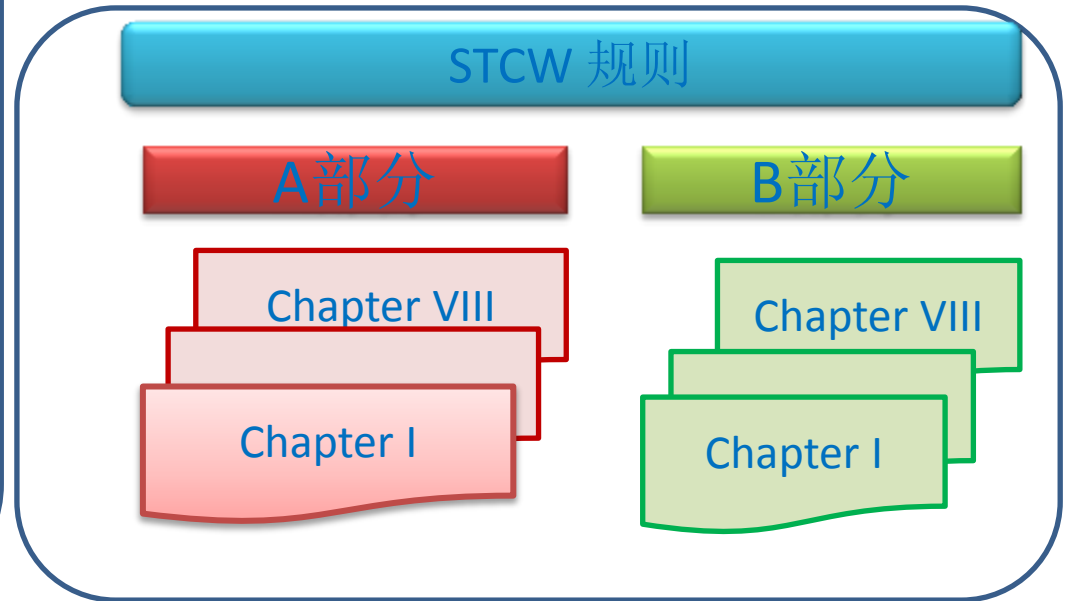 STCW 规则
A部分
B部分
Chapter VIII
Chapter I
Chapter VIII
Chapter I